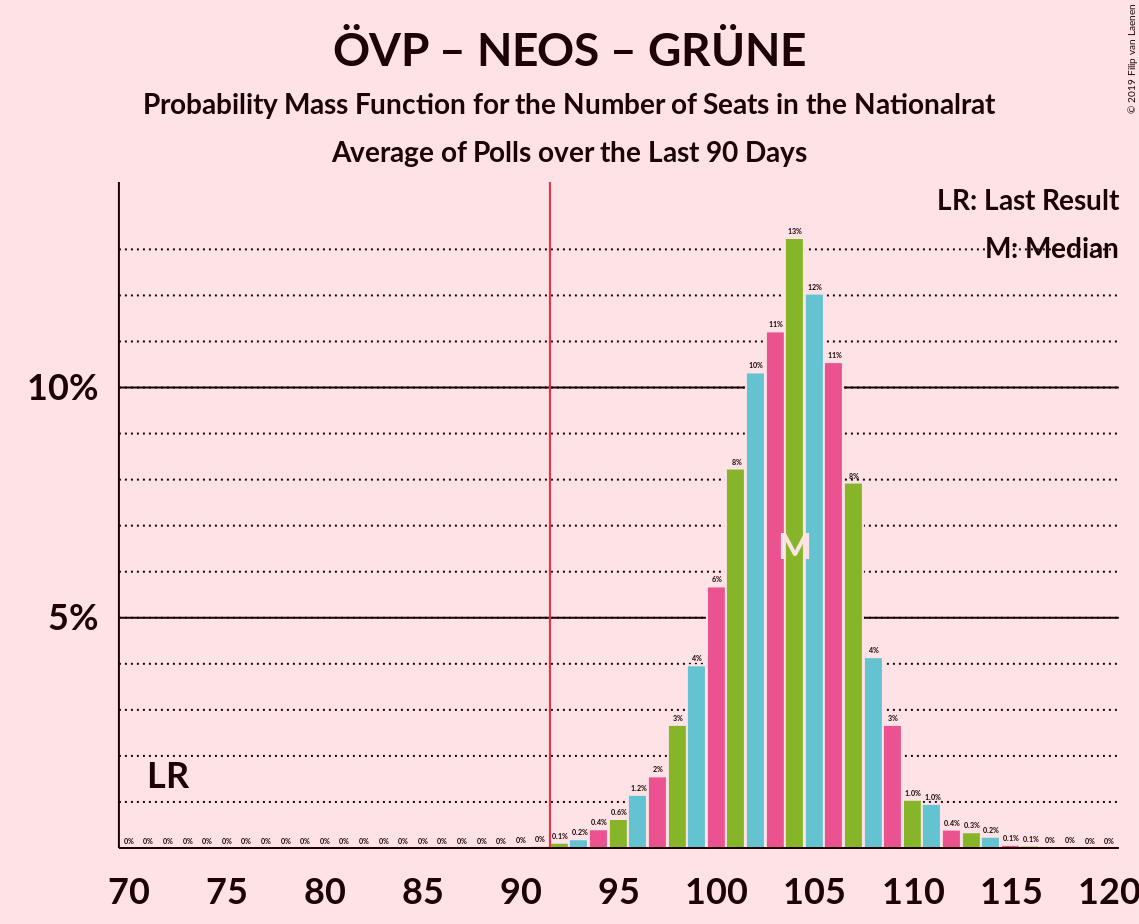 ÖVP – NEOS – GRÜNE
Probability Mass Function for the Number of Seats in the Nationalrat
Average of Polls over the Last 90 Days
© 2019 Filip van Laenen
LR: Last Result
M: Median
13%
12%
11%
11%
10%
10%
8%
8%
6%
M
5%
4%
4%
3%
3%
LR
2%
1.2%
1.0%
1.0%
0% 0% 0% 0% 0% 0% 0% 0% 0% 0% 0% 0% 0% 0% 0% 0% 0% 0% 0% 0% 0% 0% 0.1% 0.2% 0.4% 0.6% 0.4% 0.3% 0.2% 0.1% 0.1% 0% 0% 0% 0%
70 75 80 85 90 95 100 105 110 115 120